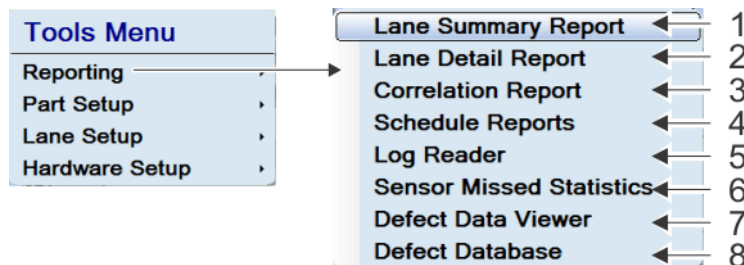 Tools Menu
Reporting
Part Setup
Lane Setup
Hardware Setup
Lane Summary Report 1
Lane Detail Report 2
Correlation Report 3
Schedule Reports 4
Log Reader 5
Sensor Missed Statistics 6
Defect Data Viewer 7
Defect Database 8